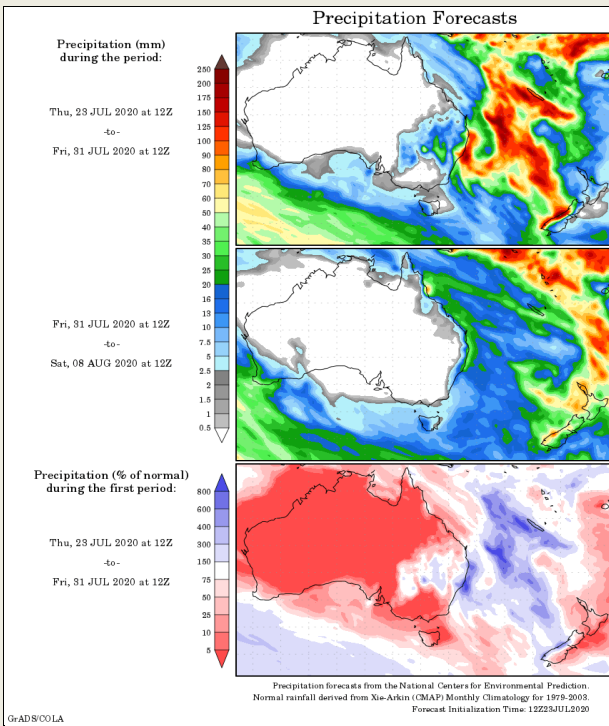 Precipitation Forecasts
Precipitation (mm)
during the period:
Thu, 23 JUL 2020 at 12Z
-to-
Fri, 31 JUL 2020 at 12Z
250
200
175
150
125
100
90
80
70
60
50
40
35
30
25
20
16
13
10
7.5
5
2.5
2
1.5
1
0.5
Fri, 31 JUL 2020 at 12Z
-to-
Sat, 08 AUG 2020 at 12Z
Precipitation (% of normal)
during the first period:
Thu, 23 JUL 2020 at 12Z
-to-
Fri, 31 JUL 2020 at 12Z
800
600
400
300
150
75
50
25
10
5
Precipitation forecasts from the National Centers for Environmental Prediction.
Normal rainfall derived from Xie-Arkin (CMAP) Monthly Climatology for 1979-2003.
Forecast Initialization Time: 12Z23JUL2020
GrADS/COLA